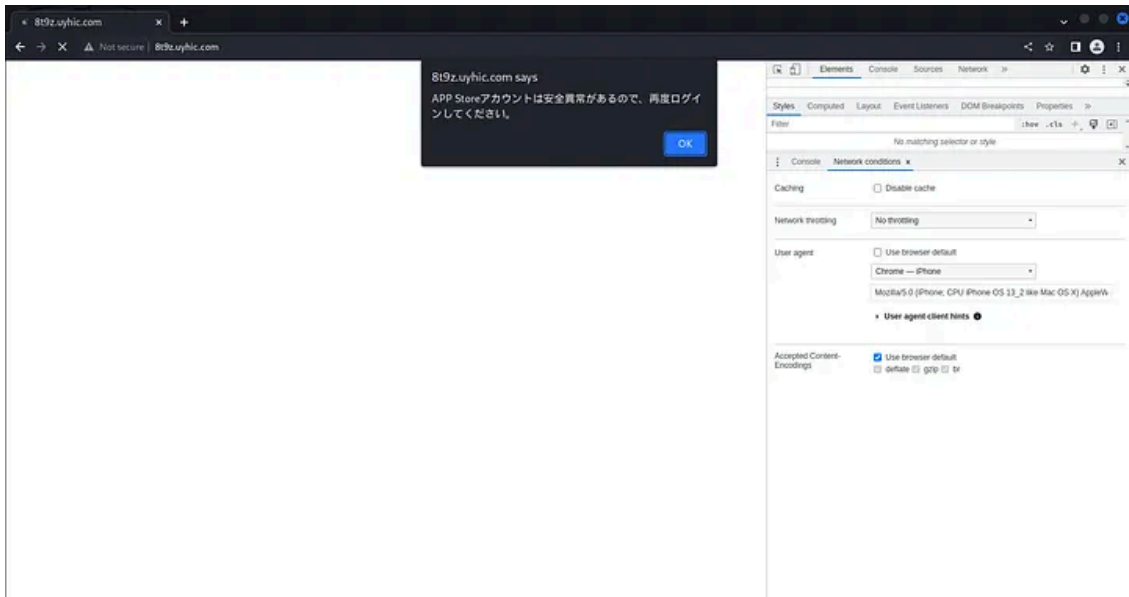 8t9z.uyhic.com
Not secure
8t9z.uyhic.com
8t9z.uyhic.com says
APP Storeアカウントは安全異常があるので、再度ログイ
ンしてください。
OK
Elements Console Sources Network
Styles Computed Layout Event Listeners DOM Breakpoints Properties
Filter :hov .cls
No matching selector or style
Console Network conditions
Caching Disable cache
Network throttling No throttling
User agent Use browser default
Chrome — iPhone
Mozilla/5.0 (iPhone; CPU iPhone OS 13_2 like Mac OS X) AppleW
User agent client hints
Accepted Content- Use browser default
Encodings deflate gzip br